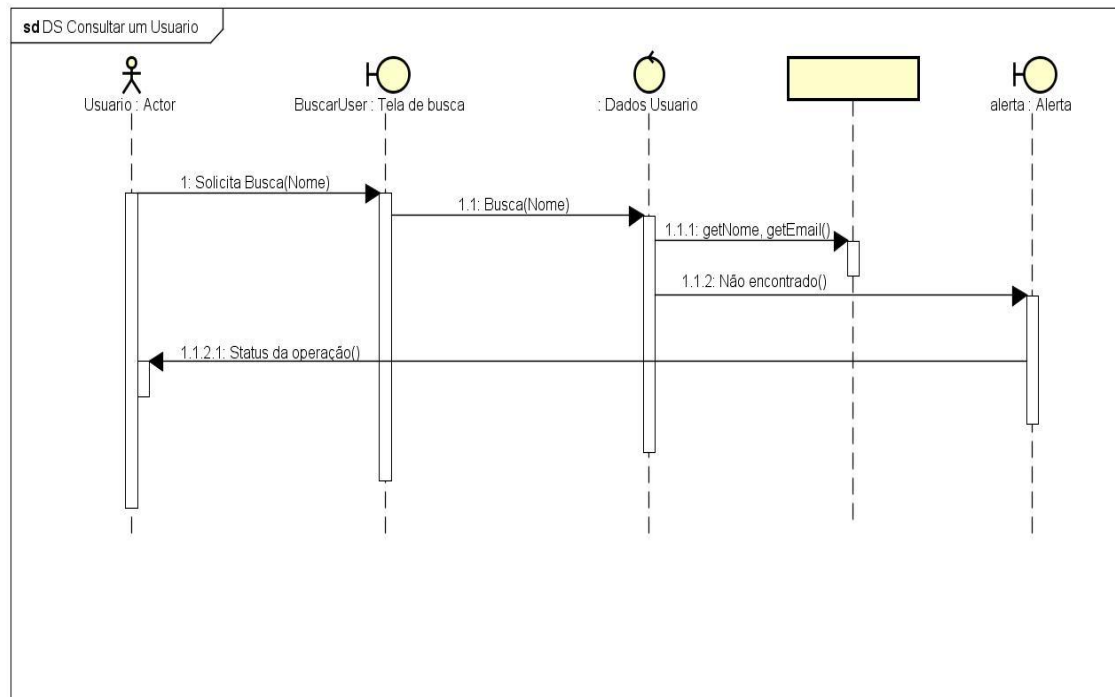 sd DS Consultar um Usuario
Usuario : Actor
BuscarUser : Tela de busca
: Dados Usuario
alerta : Alerta
1: Solicita Busca(Nome)
1.1: Busca(Nome)
1.1.1: getNome, getEmail()
1.1.2: Não encontrado()
1.1.2.1: Status da operação()